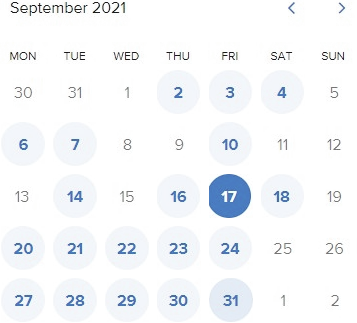 September 2021
MON TUE WED THU FRI SAT SUN
30 31 1 2 3 4 5
6 7 8 9 10 11 12
13 14 15 16 17 18 19
20 21 22 23 24 25 26
27 28 29 30 31 1 2